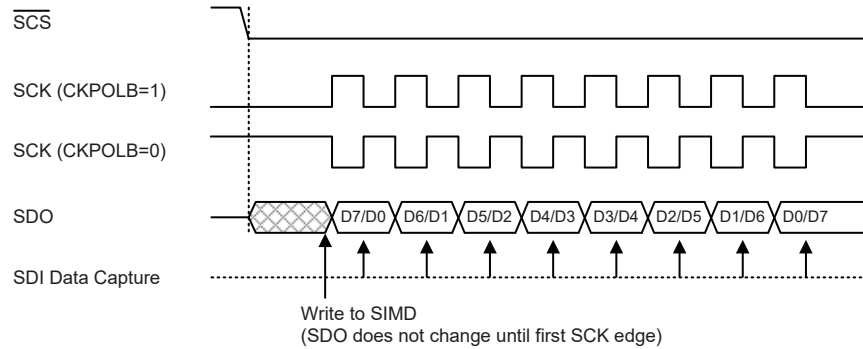 SCS
SCK (CKPOLB=1)
SCK (CKPOLB=0)
SDO
D7/D0 D6/D1 D5/D2 D4/D3 D3/D4 D2/D5 D1/D6 D0/D7
SDI Data Capture
Write to SIMD
(SDO does not change until first SCK edge)